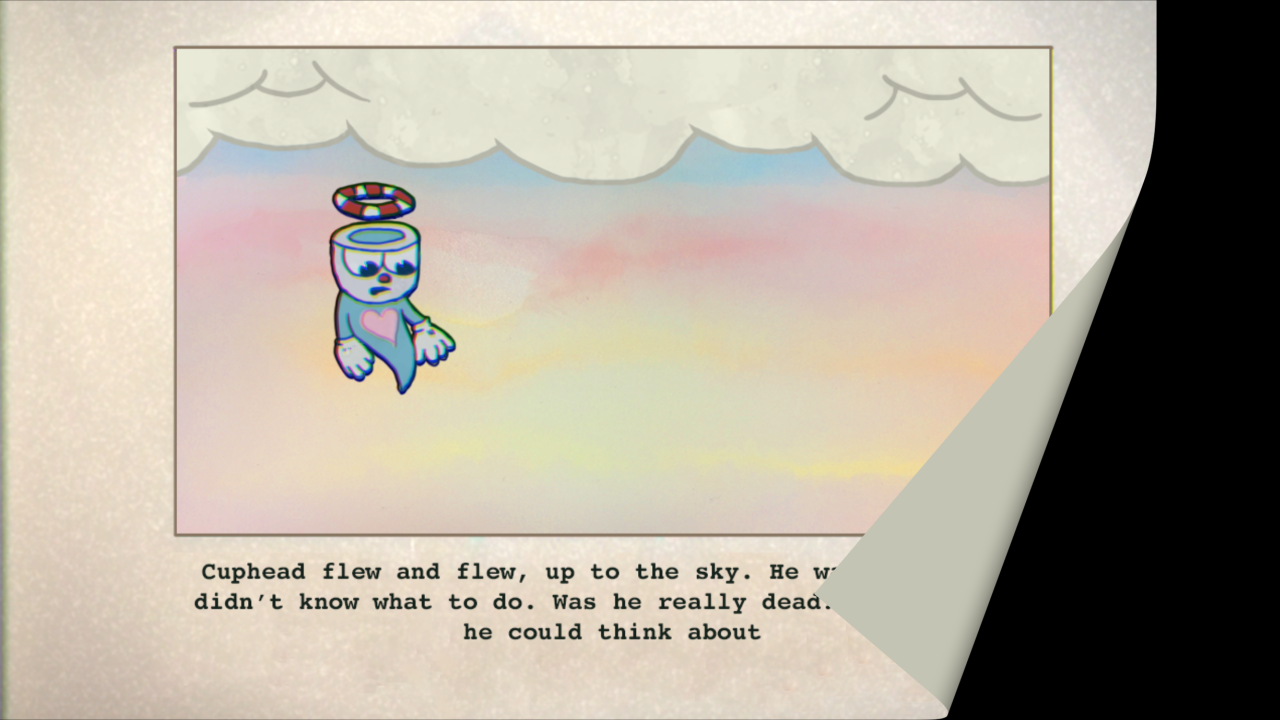 Cuphead flew and flew, up to the sky. He
didn't know what to do. Was he really dead
he could think about